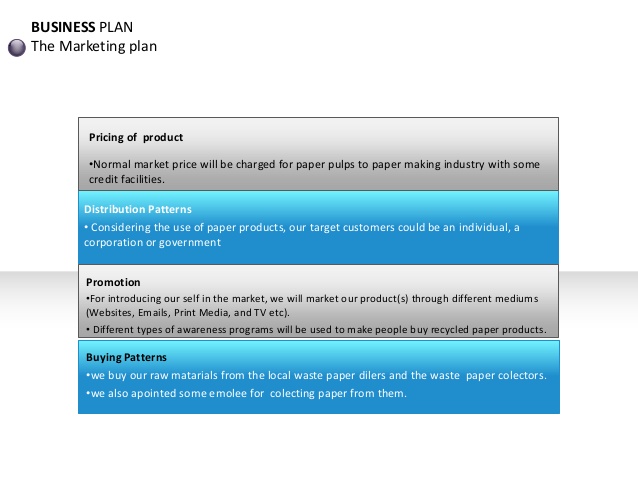 BUSINESS PLAN
The Marketing plan
Pricing of product
•Normal market price will be charged for paper pulps to paper making industry with some
credit facilities.
Distribution Patterns
• Considering the use of paper products, our target customers could be an individual, a
corporation or government
Promotion
•For introducing our self in the market, we will market our product(s) through different mediums
(Websites, Emails, Print Media, and TV etc).
• Different types of awareness programs will be used to make people buy recycled paper products.
Buying Patterns
•we buy our raw matarials from the local waste paper dilers and the waste paper colectors.
•we also apointed some emolee for colecting paper from them.